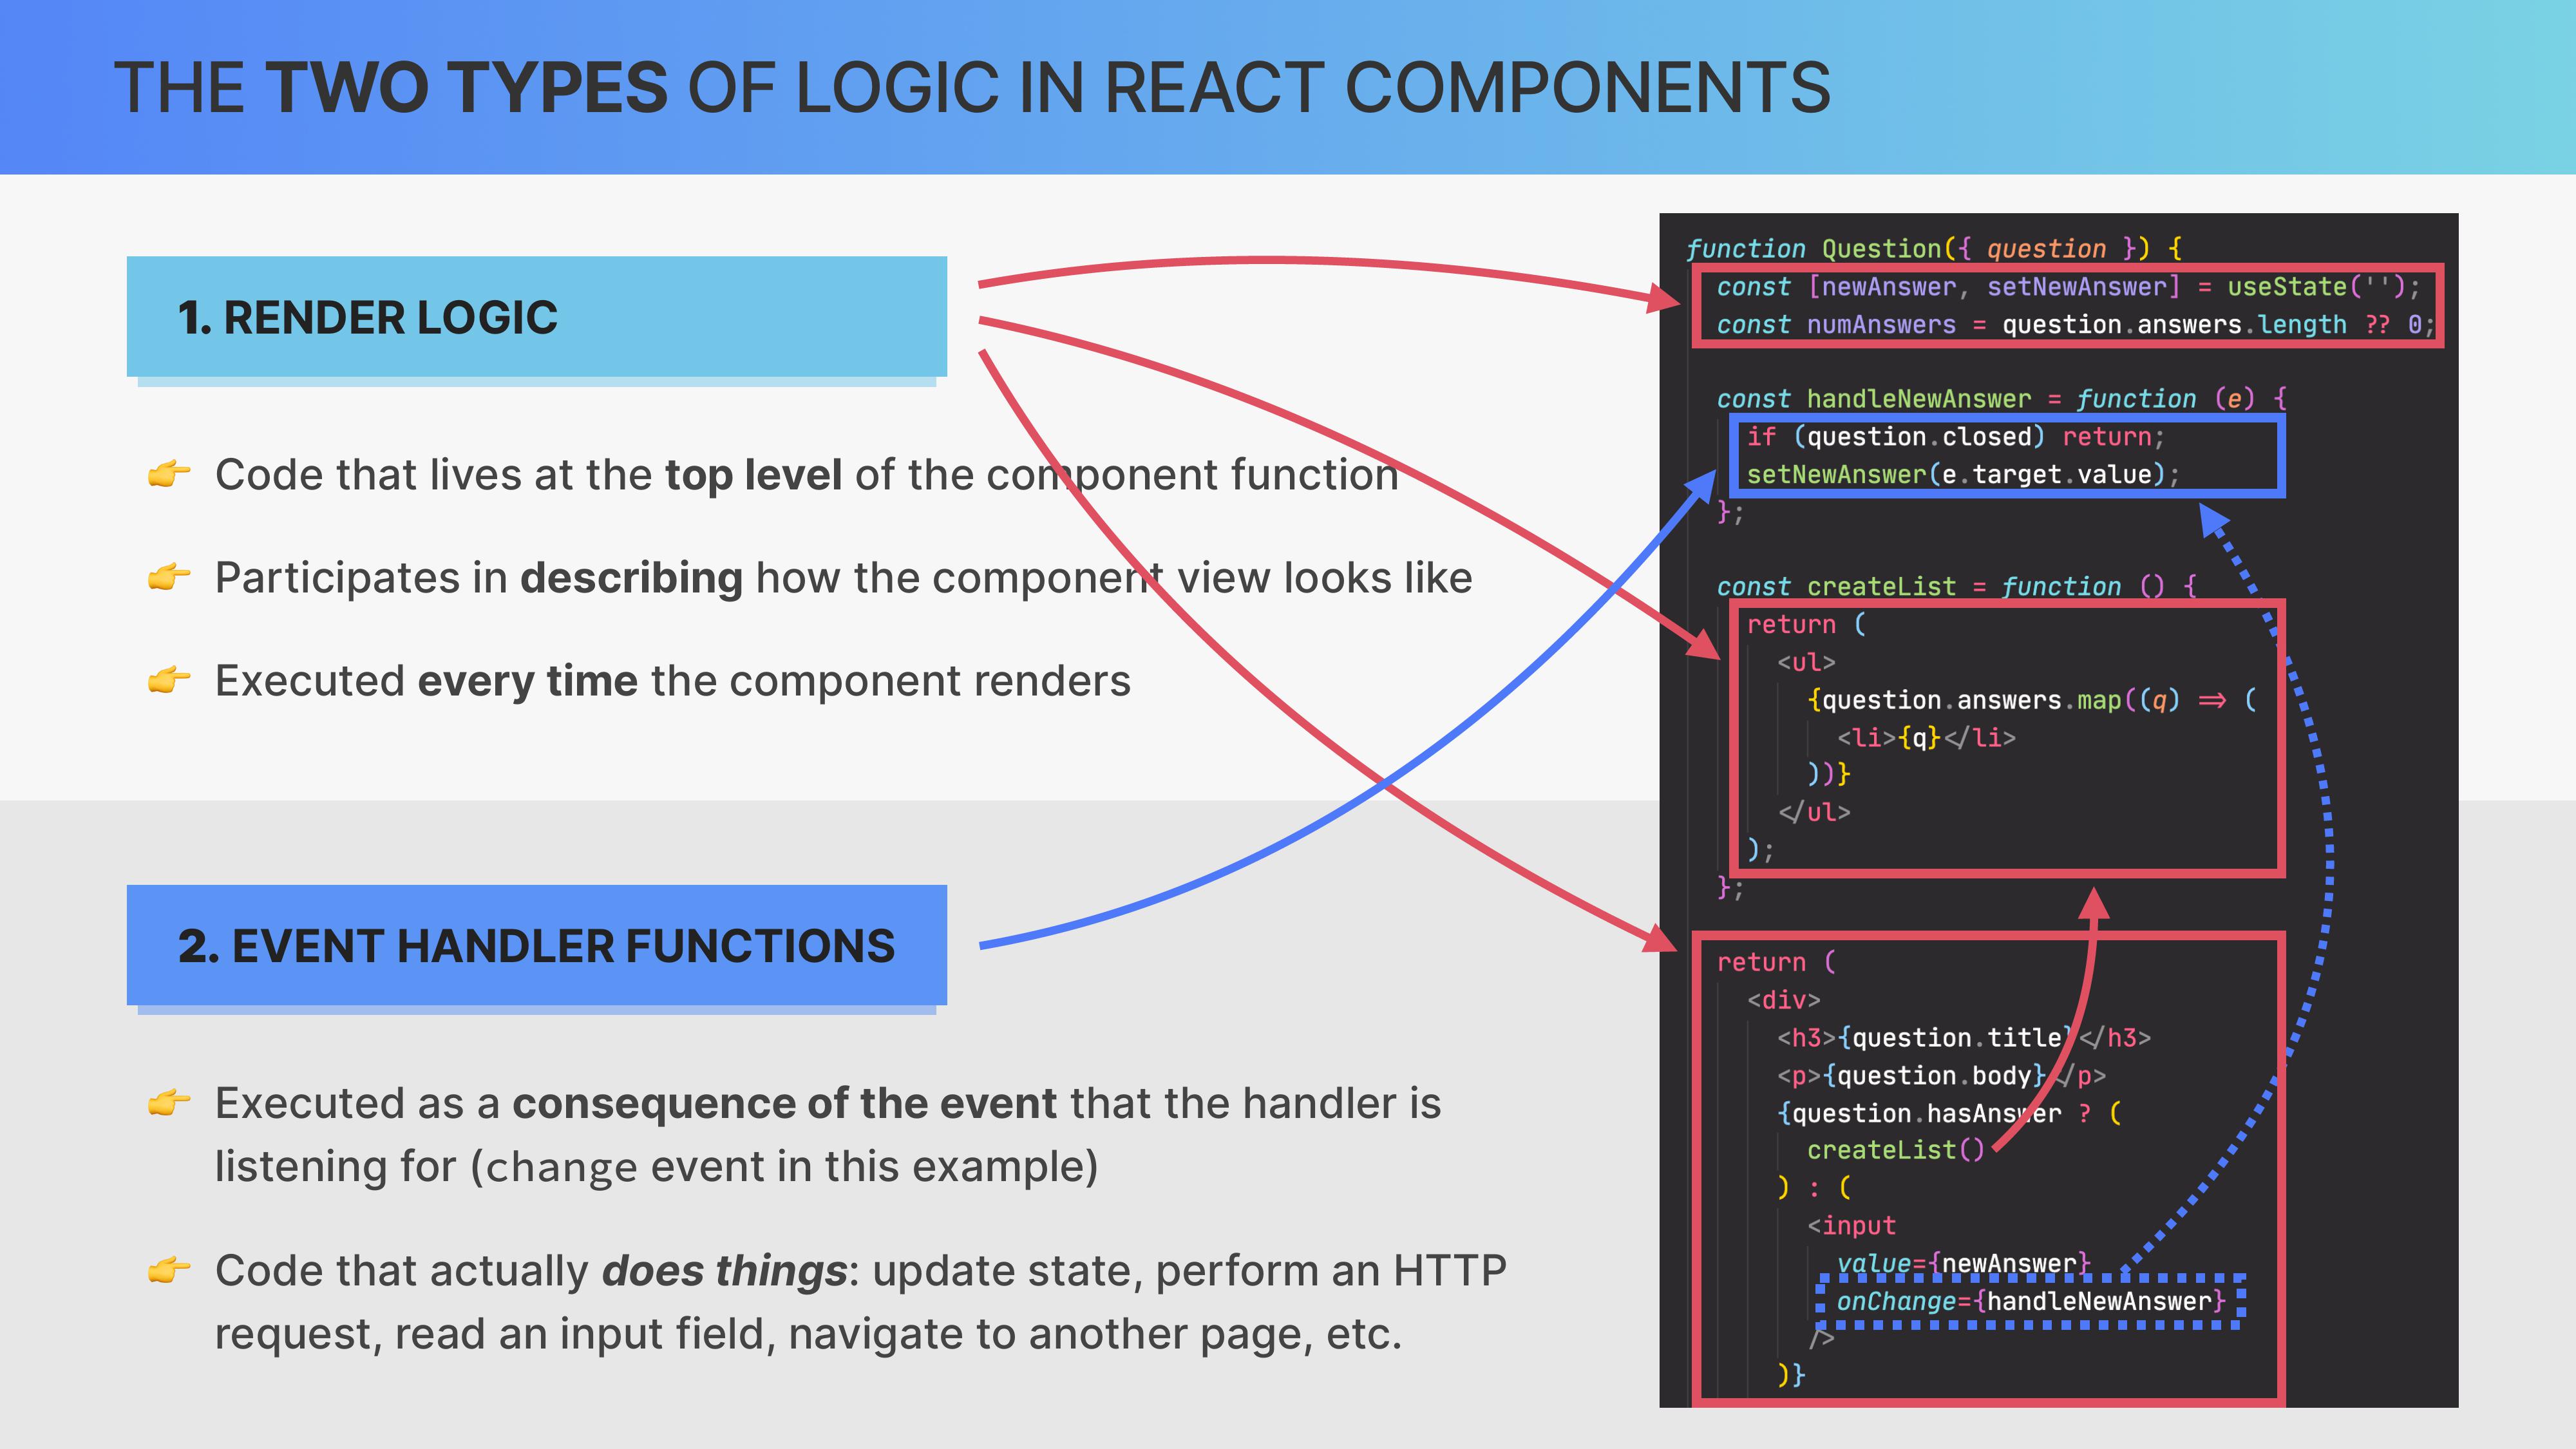 THE TWO TYPES OF LOGIC IN REACT COMPONENTS
1. RENDER LOGIC
👉 Code that lives at the top level of the component function
👉 Participates in describing how the component view looks like
👉 Executed every time the component renders
2. EVENT HANDLER FUNCTIONS
👉 Executed as a consequence of the event that the handler is
listening for (change event in this example)
👉 Code that actually does things: update state, perform an HTTP
request, read an input field, navigate to another page, etc.
function Question({ question }) {
const [newAnswer, setNewAnswer] = useState('');
const numAnswers = question.answers.length ?? 0;
const handleNewAnswer = function (e) {
if (question.closed) return;
setNewAnswer(e.target.value);
};
const createList = function () {
return (
<ul>
{question.answers.map((q) => (
<li>{q}</li>
))}
</ul>
);
};
return (
<div>
<h3>{question.title}</h3>
<p>{question.body}</p>
{question.hasAnswer ? (
createList()
) : (
<input
value={newAnswer}
onChange={handleNewAnswer}
/>
)}